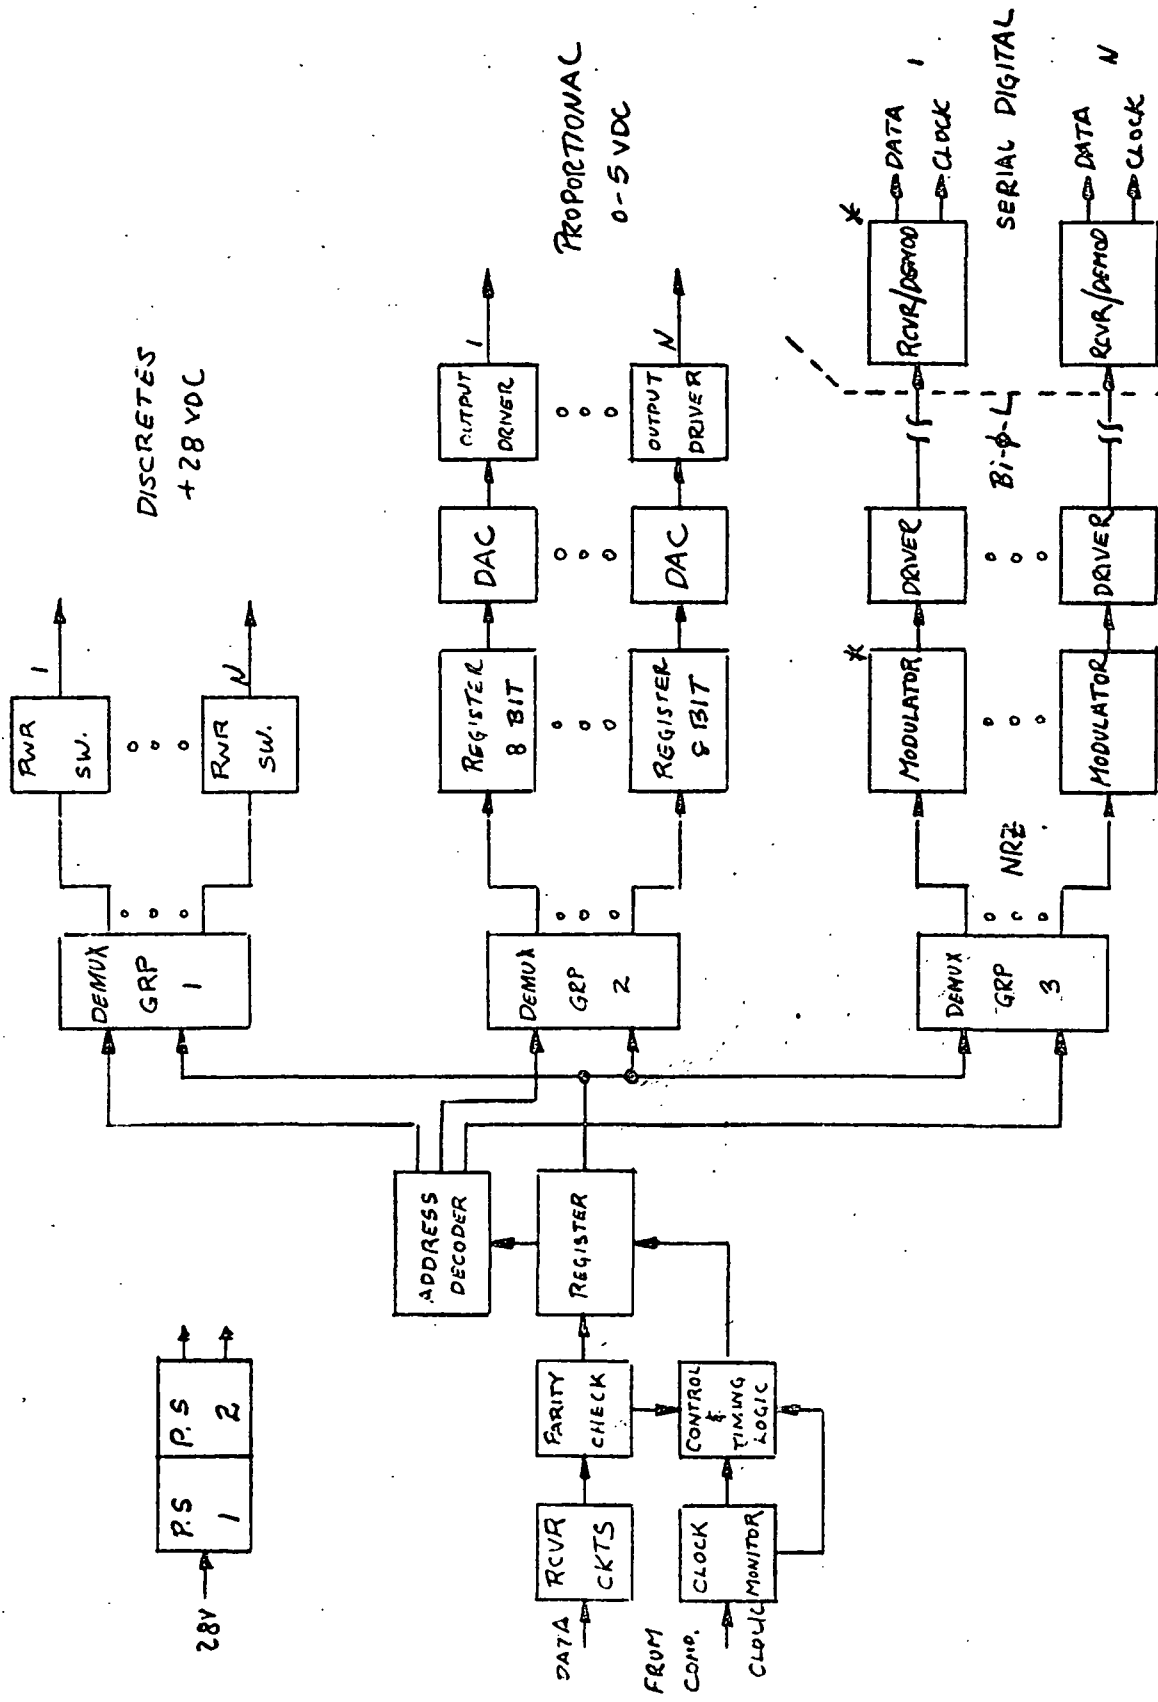 28V
P.S
1
P.S
2
DATA
RCVR
CKTS
PARITY
CHECK
FROM
COMP.
CLOCK
CLOCK
MONITOR
CONTROL
&
TIMING
LOGIC
REGISTER
ADDRESS
DECODER
DEMUX
GRP
1
PWR
SW.
1
PWR
SW.
N
DISCRETES
+28 VDC
DEMUX
GRP
2
REGISTER
8 BIT
DAC
OUTPUT
DRIVER
1
REGISTER
8 BIT
DAC
OUTPUT
DRIVER
N
PROPORTIONAL
0-5 VDC
DEMUX
GRP
3
NRZ
*
MODULATOR
DRIVER
Bi-ϕ-L
*
RCVR/DEMOD
DATA
CLOCK
1
MODULATOR
DRIVER
RCVR/DEMOD
DATA
CLOCK
N
SERIAL DIGITAL